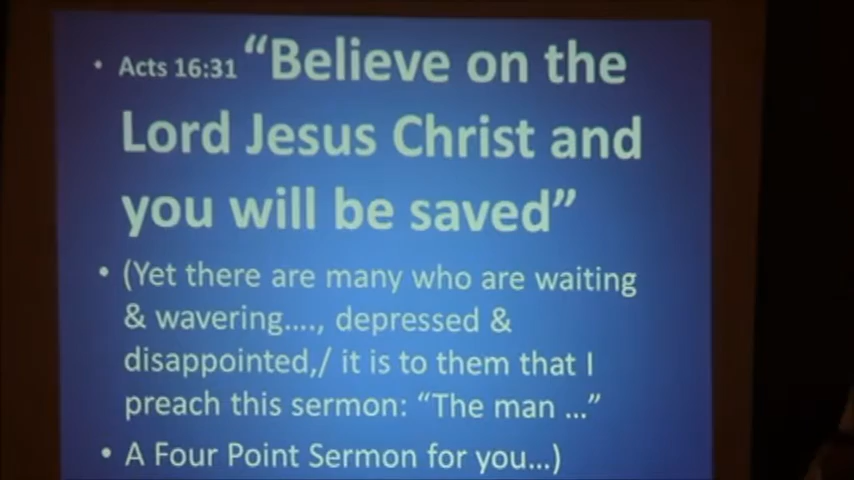 • Acts 16:31 “Believe on the
Lord Jesus Christ and
you will be saved”
• (Yet there are many who are waiting
& wavering...., depressed &
disappointed,/ it is to them that I
preach this sermon: “The man ...”
• A Four Point Sermon for you...)